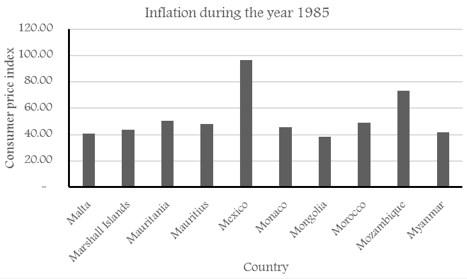 Inflation during the year 1985
120.00
100.00
80.00
60.00
40.00
20.00
-
Consumer price index
Malta
Marshall Islands
Mauritania
Mauritius
Mexico
Monaco
Mongolia
Morocco
Mozambique
Myanmar
Country